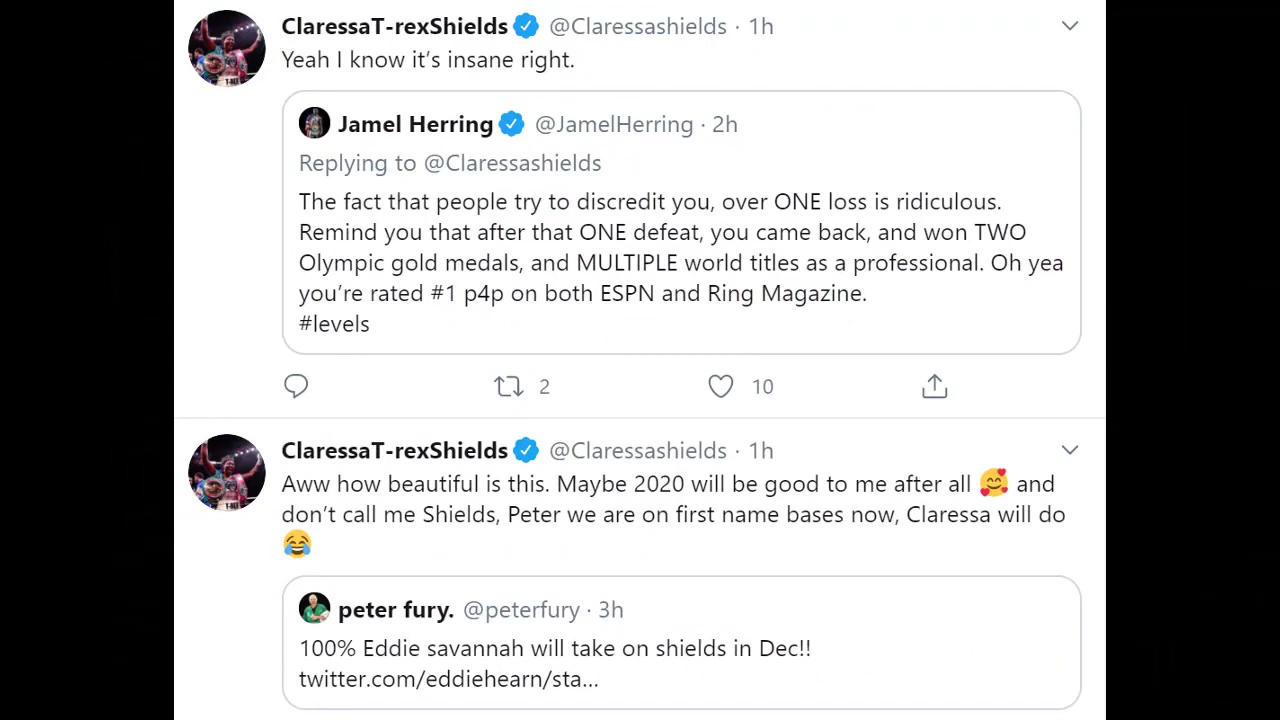 ClaressaT-rexShields @Claressashields · 1h
Yeah I know it's insane right.
Jamel Herring @JamelHerring · 2h
Replying to @Claressashields
The fact that people try to discredit you, over ONE loss is ridiculous.
Remind you that after that ONE defeat, you came back, and won TWO
Olympic gold medals, and MULTIPLE world titles as a professional. Oh yea
you're rated #1 p4p on both ESPN and Ring Magazine.
#levels
2 10
ClaressaT-rexShields @Claressashields · 1h
Aww how beautiful is this. Maybe 2020 will be good to me after all 🥰 and
don't call me Shields, Peter we are on first name bases now, Claressa will do
😂
peter fury. @peterfury · 3h
100% Eddie savannah will take on shields in Dec!!
twitter.com/eddiehearn/sta...